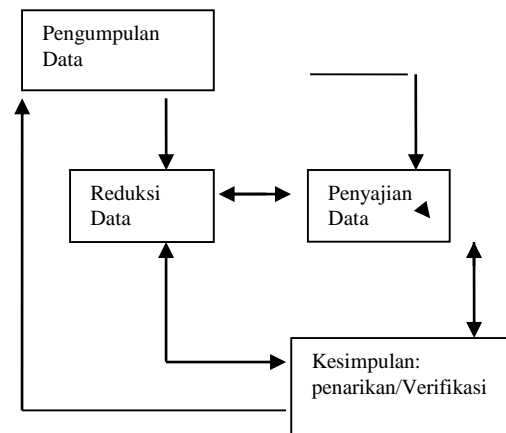 Pengumpulan
Data
Reduksi
Data
Penyajian
Data
Kesimpulan:
penarikan/Verifikasi